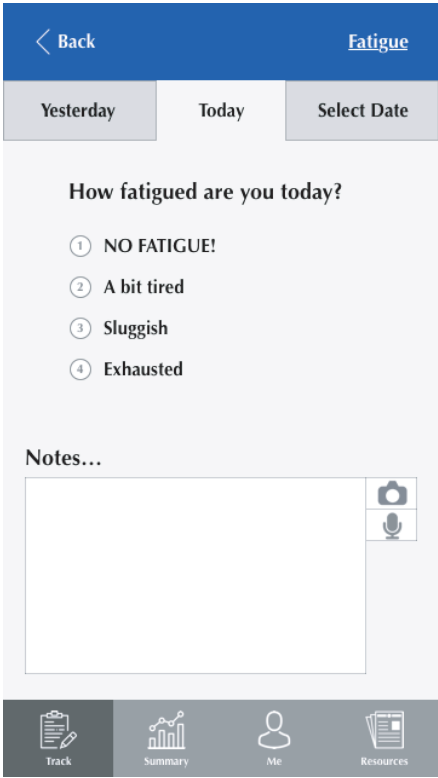 Back
Fatigue
Yesterday
Today
Select Date
How fatigued are you today?
1 NO FATIGUE!
2 A bit tired
3 Sluggish
4 Exhausted
Notes...
Track
Summary
Me
Resources